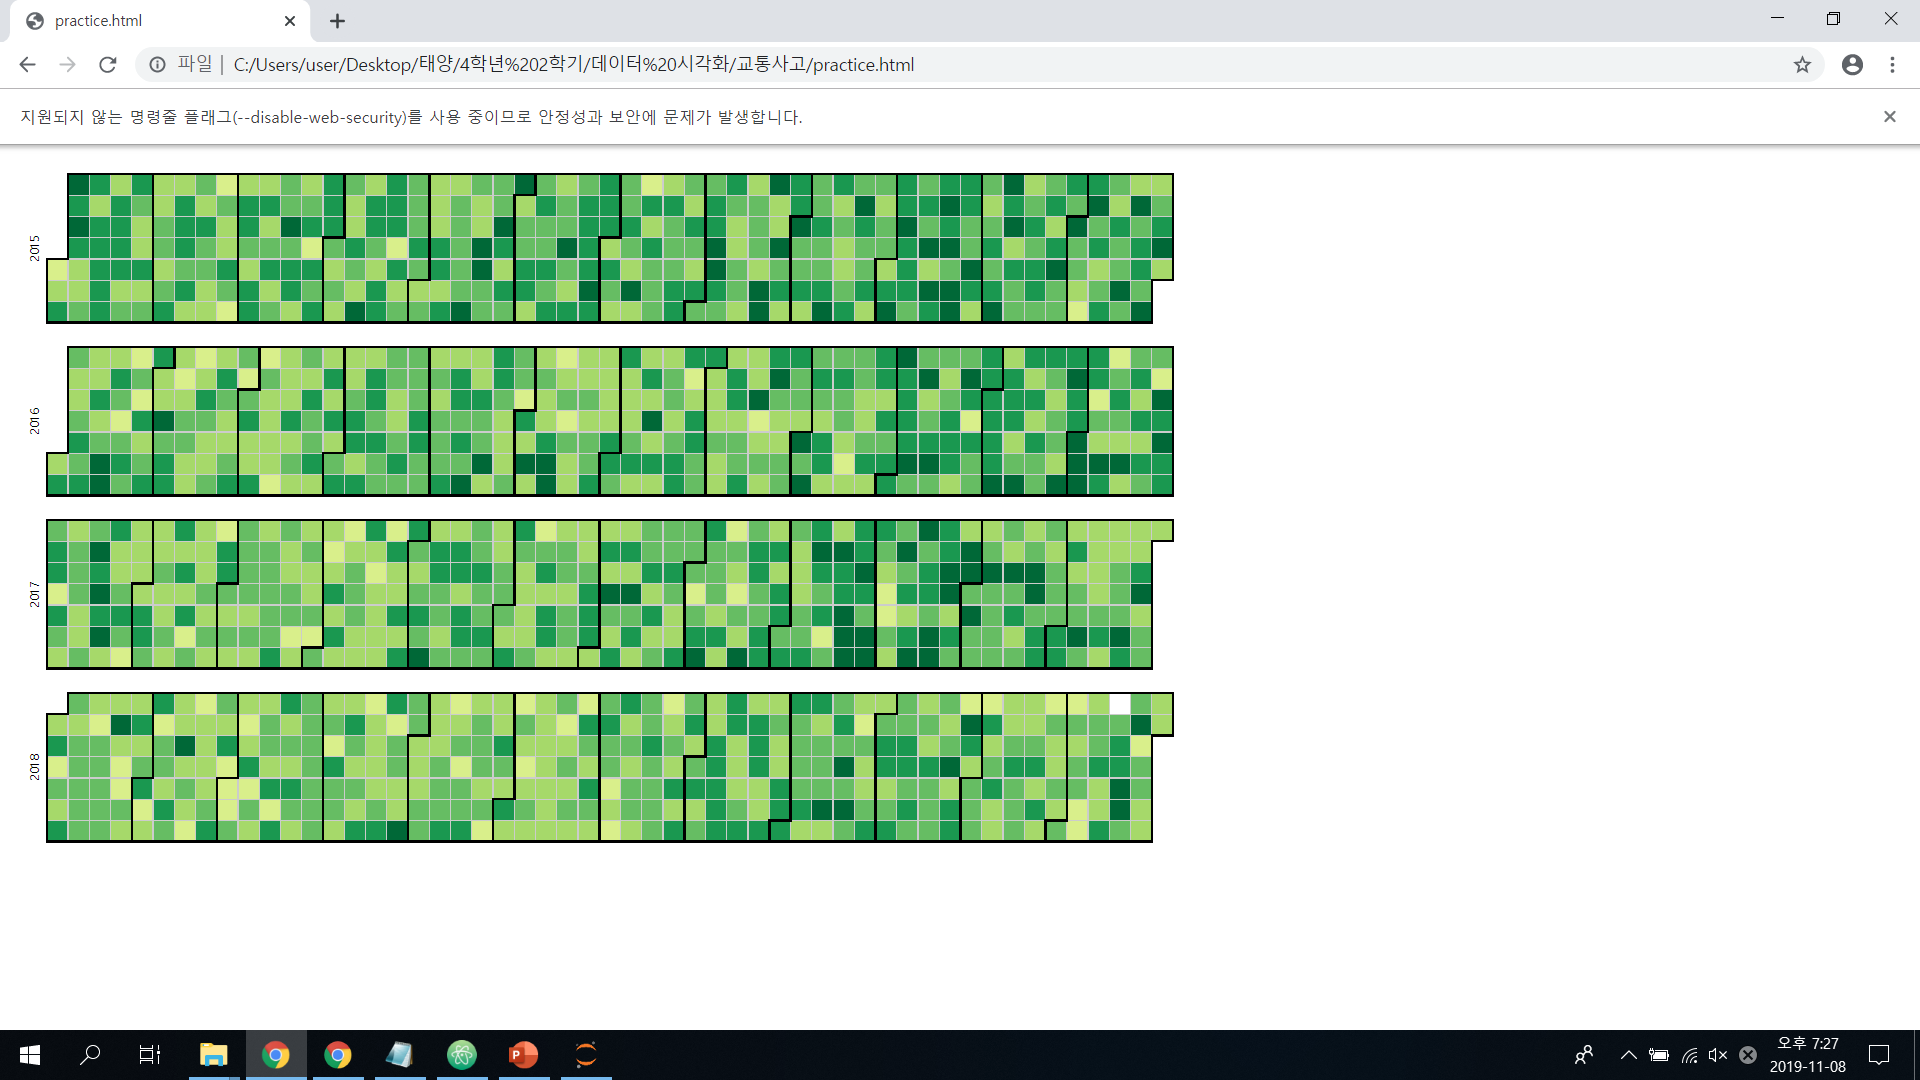 practice.html
파일 | C:/Users/user/Desktop/태양/4학년%202학기/데이터%20시각화/교통사고/practice.html
지원되지 않는 명령줄 플래그(--disable-web-security)를 사용 중이므로 안정성과 보안에 문제가 발생합니다.
2015
2016
2017
2018
오후 7:27
2019-11-08